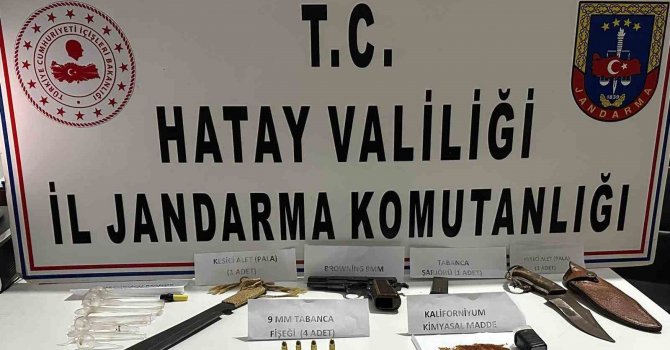 TÜRKİYE CUMHURİYETİ İÇİŞLERİ BAKANLIĞI
T.C.
HATAY VALİLİĞİ
İL JANDARMA KOMUTANLIĞI
1839
JANDARMA
KESİCİ ALET (PALA)
(1 ADET)
BROWNING 9MM
TABANCA
ŞARJÖRÜ (1 ADET)
ALET (PALA)
(1 ADET)
9 MM TABANCA
FİŞEĞİ (4 ADET)
KALİFORNİYUM
KİMYASAL MADDE